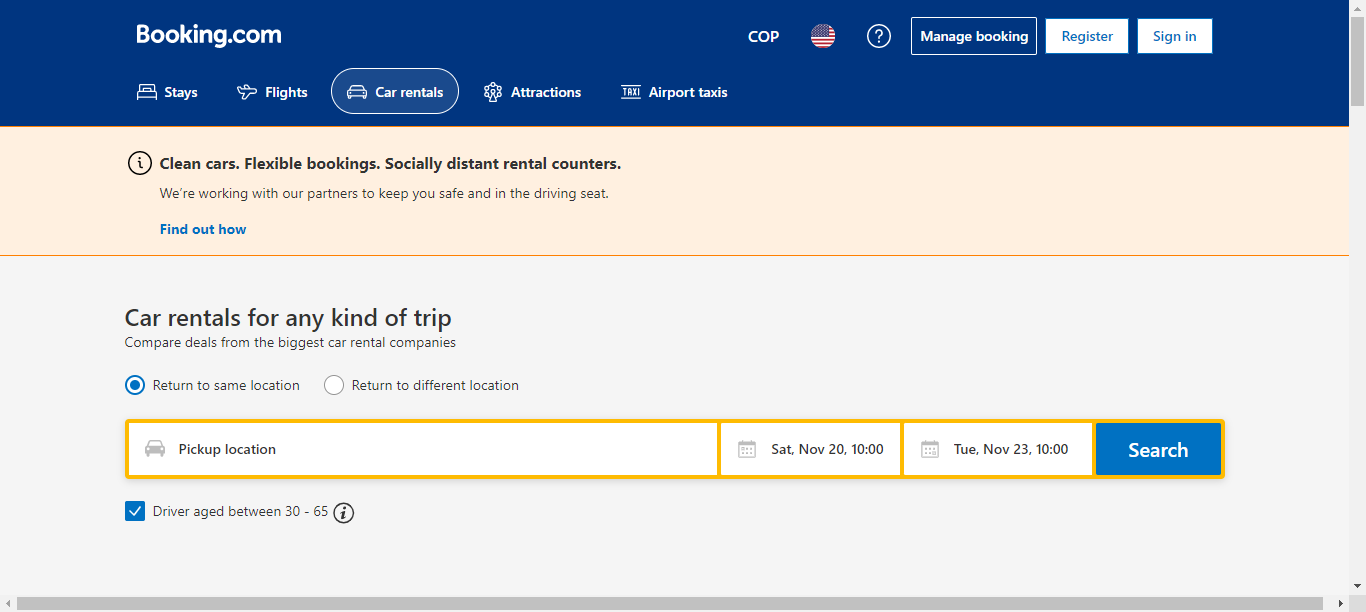 Booking.com
COP
?
Manage booking
Register
Sign in
Stays
Flights
Car rentals
Attractions
TAXI
Airport taxis
i
Clean cars. Flexible bookings. Socially distant rental counters.
We're working with our partners to keep you safe and in the driving seat.
Find out how
Car rentals for any kind of trip
Compare deals from the biggest car rental companies
Return to same location
Return to different location
Pickup location
Sat, Nov 20, 10:00
Tue, Nov 23, 10:00
Search
Driver aged between 30 - 65
i